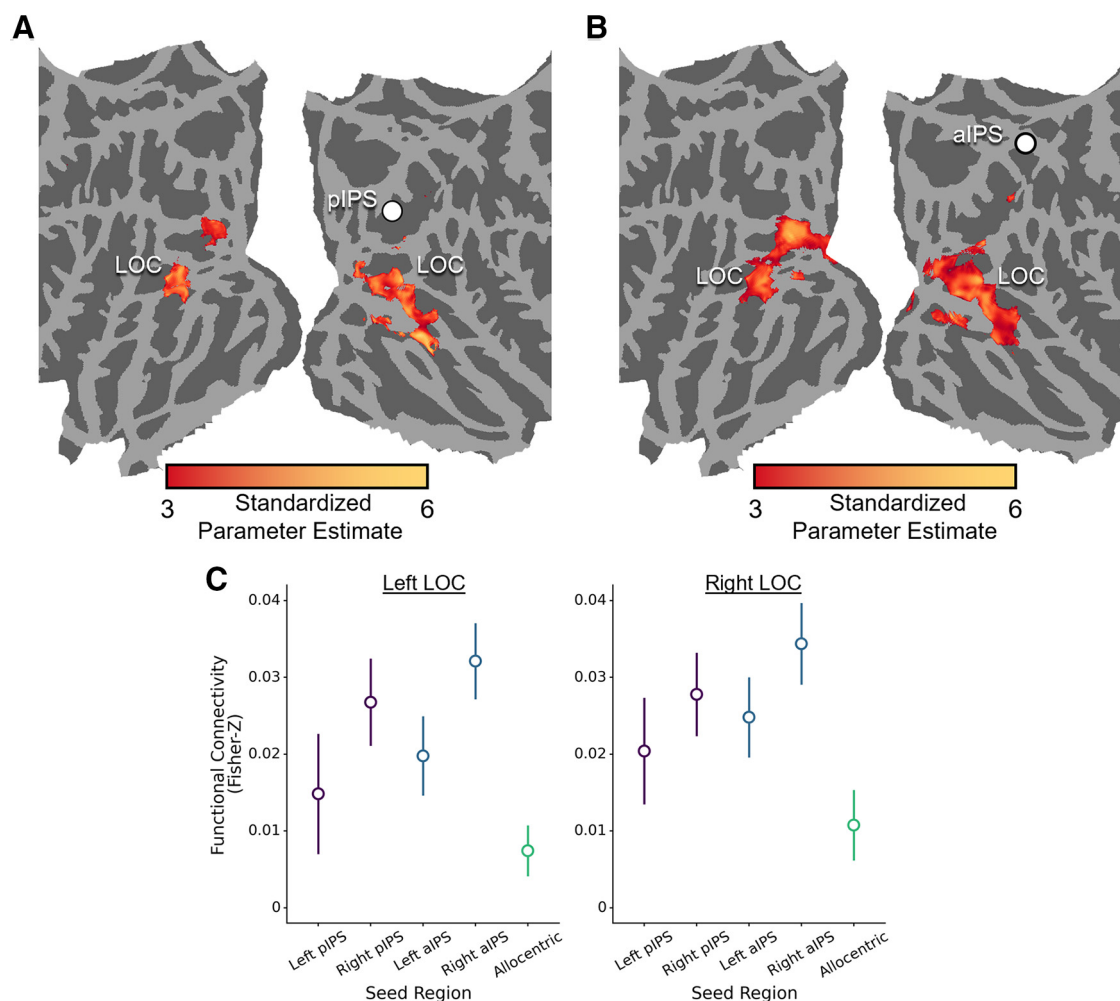 A
B
pIPS
LOC
LOC
aIPS
LOC
LOC
3
Standardized
Parameter Estimate
6
3
Standardized
Parameter Estimate
6
C
Left LOC
Right LOC
Functional Connectivity
(Fisher-Z)
0.04
0.03
0.02
0.01
0
Left pIPS
Right pIPS
Left aIPS
Right aIPS
Allocentric
Seed Region
0.04
0.03
0.02
0.01
0
Left pIPS
Right pIPS
Left aIPS
Right aIPS
Allocentric
Seed Region